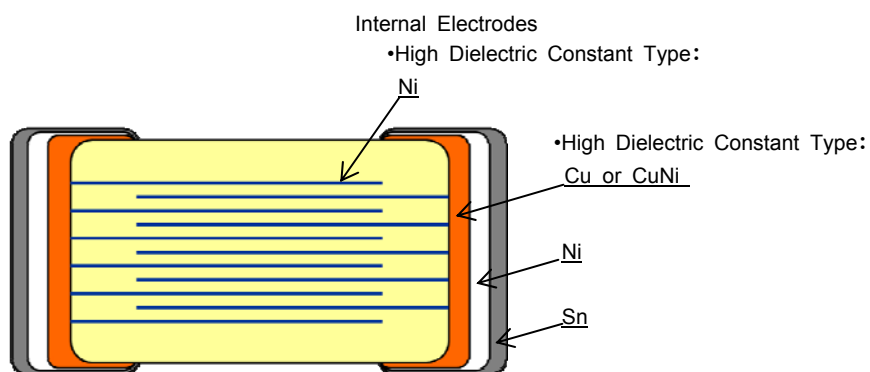 Internal Electrodes
•High Dielectric Constant Type:
Ni
•High Dielectric Constant Type:
Cu or CuNi
Ni
Sn